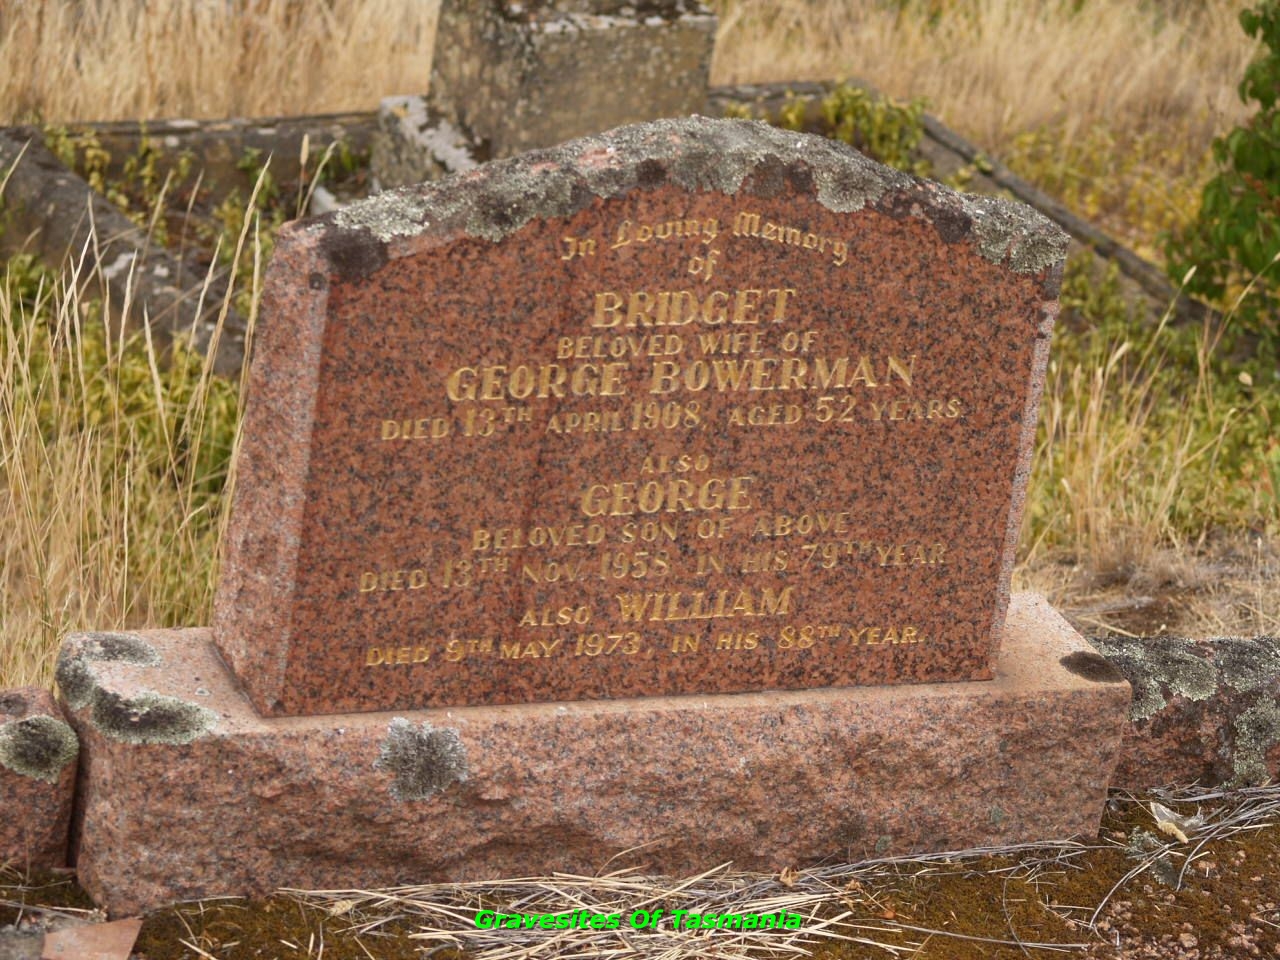 In Loving Memory
of
BRIDGET
BELOVED WIFE OF
GEORGE BOWERMAN
DIED 13TH APRIL 1908, AGED 52 YEARS
ALSO
GEORGE
BELOVED SON OF ABOVE
DIED 13TH NOV. 1958, IN HIS 79TH YEAR
ALSO WILLIAM
DIED 9TH MAY 1973, IN HIS 88TH YEAR.
Gravesites Of Tasmania